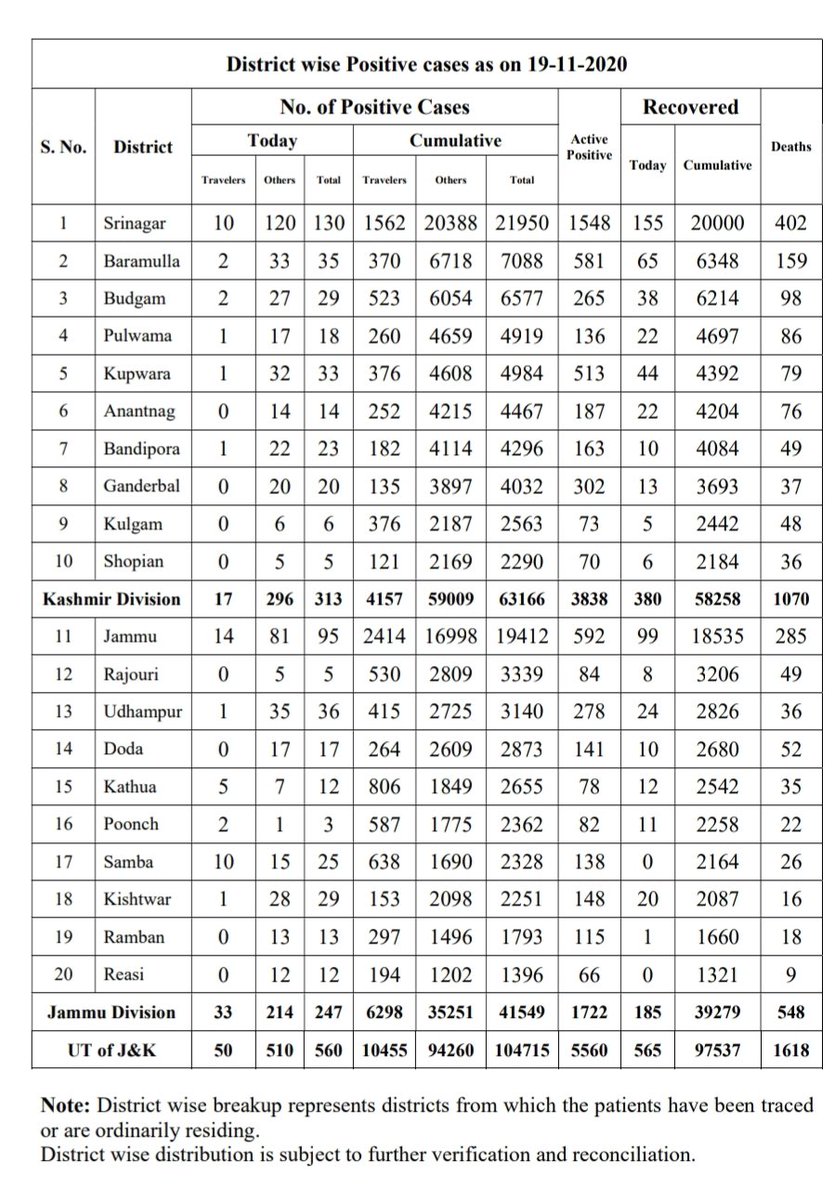 District wise Positive cases as on 19-11-2020
S. No. District No. of Positive Cases Active Positive Recovered Deaths
Today Cumulative Today Cumulative
Travelers Others Total Travelers Others Total
1 Srinagar 10 120 130 1562 20388 21950 1548 155 20000 402
2 Baramulla 2 33 35 370 6718 7088 581 65 6348 159
3 Budgam 2 27 29 523 6054 6577 265 38 6214 98
4 Pulwama 1 17 18 260 4659 4919 136 22 4697 86
5 Kupwara 1 32 33 376 4608 4984 513 44 4392 79
6 Anantnag 0 14 14 252 4215 4467 187 22 4204 76
7 Bandipora 1 22 23 182 4114 4296 163 10 4084 49
8 Ganderbal 0 20 20 135 3897 4032 302 13 3693 37
9 Kulgam 0 6 6 376 2187 2563 73 5 2442 48
10 Shopian 0 5 5 121 2169 2290 70 6 2184 36
Kashmir Division 17 296 313 4157 59009 63166 3838 380 58258 1070
11 Jammu 14 81 95 2414 16998 19412 592 99 18535 285
12 Rajouri 0 5 5 530 2809 3339 84 8 3206 49
13 Udhampur 1 35 36 415 2725 3140 278 24 2826 36
14 Doda 0 17 17 264 2609 2873 141 10 2680 52
15 Kathua 5 7 12 806 1849 2655 78 12 2542 35
16 Poonch 2 1 3 587 1775 2362 82 11 2258 22
17 Samba 10 15 25 638 1690 2328 138 0 2164 26
18 Kishtwar 1 28 29 153 2098 2251 148 20 2087 16
19 Ramban 0 13 13 297 1496 1793 115 1 1660 18
20 Reasi 0 12 12 194 1202 1396 66 0 1321 9
Jammu Division 33 214 247 6298 35251 41549 1722 185 39279 548
UT of J&K 50 510 560 10455 94260 104715 5560 565 97537 1618
Note: District wise breakup represents districts from which the patients have been traced
or are ordinarily residing.
District wise distribution is subject to further verification and reconciliation.